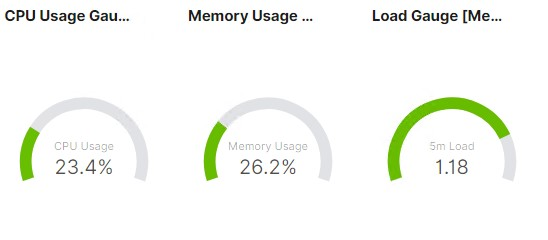 CPU Usage Gau...
Memory Usage ...
Load Gauge [Me...
CPU Usage
23.4%
Memory Usage
26.2%
5m Load
1.18